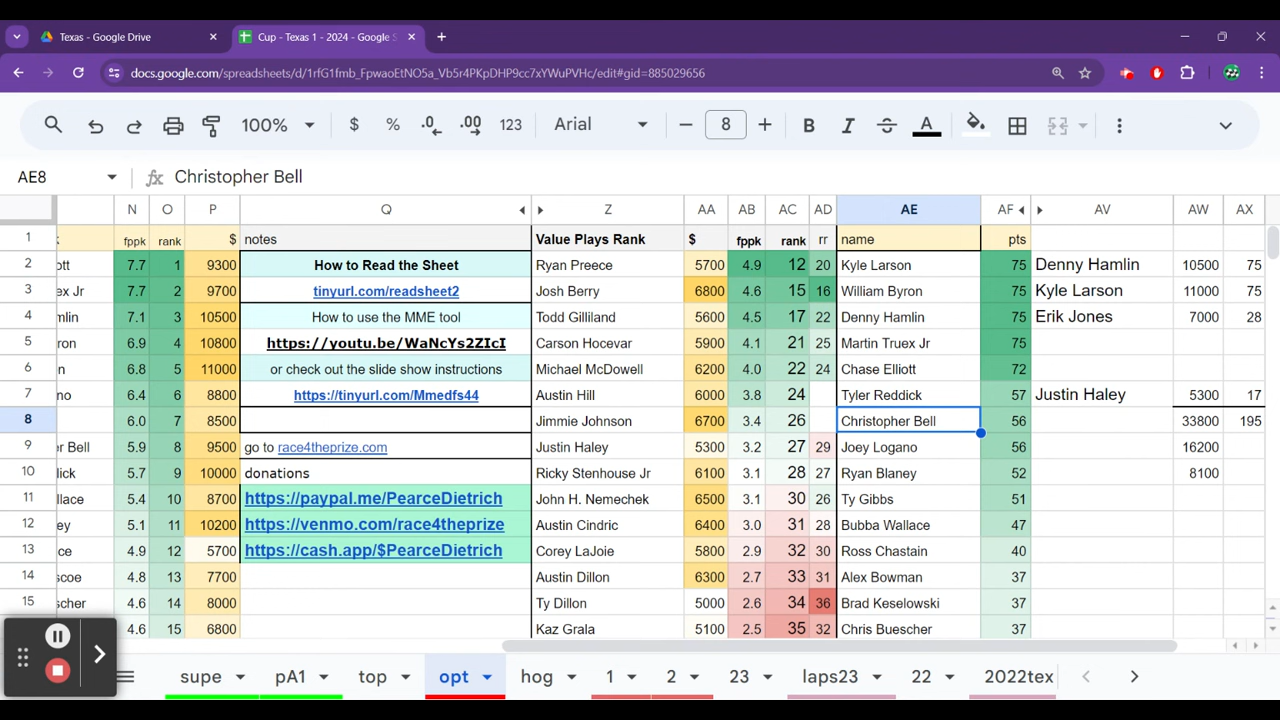 Texas - Google Drive
Cup - Texas 1 - 2024 - Google S
docs.google.com/spreadsheets/d/1rfG1fmb_FpwaoEtNO5a_Vb5r4PKpDHP9cc7xYWuPVHc/edit#gid=885029656
100% $ % .0 .00 123 Arial 8 B I S A
AE8 fx Christopher Bell
N O P Q Z AA AB AC AD AE AF AV AW AX
1 fppk rank $ notes Value Plays Rank $ fppk rank rr name pts
2 ott 7.7 1 9300 How to Read the Sheet Ryan Preece 5700 4.9 12 20 Kyle Larson 75 Denny Hamlin 10500 75
3 ex Jr 7.7 2 9700 tinyurl.com/readsheet2 Josh Berry 6800 4.6 15 16 William Byron 75 Kyle Larson 11000 75
4 mlin 7.1 3 10500 How to use the MME tool Todd Gilliland 5600 4.5 17 22 Denny Hamlin 75 Erik Jones 7000 28
5 ron 6.9 4 10800 https://youtu.be/WaNcYs2ZIcI Carson Hocevar 5900 4.1 21 25 Martin Truex Jr 75
6 n 6.8 5 11000 or check out the slide show instructions Michael McDowell 6200 4.0 22 24 Chase Elliott 72
7 no 6.4 6 8800 https://tinyurl.com/Mmedfs44 Austin Hill 6000 3.8 24 Tyler Reddick 57 Justin Haley 5300 17
8 6.0 7 8500 Jimmie Johnson 6700 3.4 26 Christopher Bell 56 33800 195
9 er Bell 5.9 8 9500 go to race4theprize.com Justin Haley 5300 3.2 27 29 Joey Logano 56 16200
10 dick 5.7 9 10000 donations Ricky Stenhouse Jr 6100 3.1 28 27 Ryan Blaney 52 8100
11 llace 5.4 10 8700 https://paypal.me/PearceDietrich John H. Nemechek 6500 3.1 30 26 Ty Gibbs 51
12 ey 5.1 11 10200 https://venmo.com/race4theprize Austin Cindric 6400 3.0 31 28 Bubba Wallace 47
13 ce 4.9 12 5700 https://cash.app/$PearceDietrich Corey LaJoie 5800 2.9 32 30 Ross Chastain 40
14 scoe 4.8 13 7700 Austin Dillon 6300 2.7 33 31 Alex Bowman 37
15 scher 4.6 14 8000 Ty Dillon 5000 2.6 34 36 Brad Keselowski 37
4.6 15 6800 Kaz Grala 5100 2.5 35 32 Chris Buescher 37
supe pA1 top opt hog 1 2 23 laps23 22 2022tex